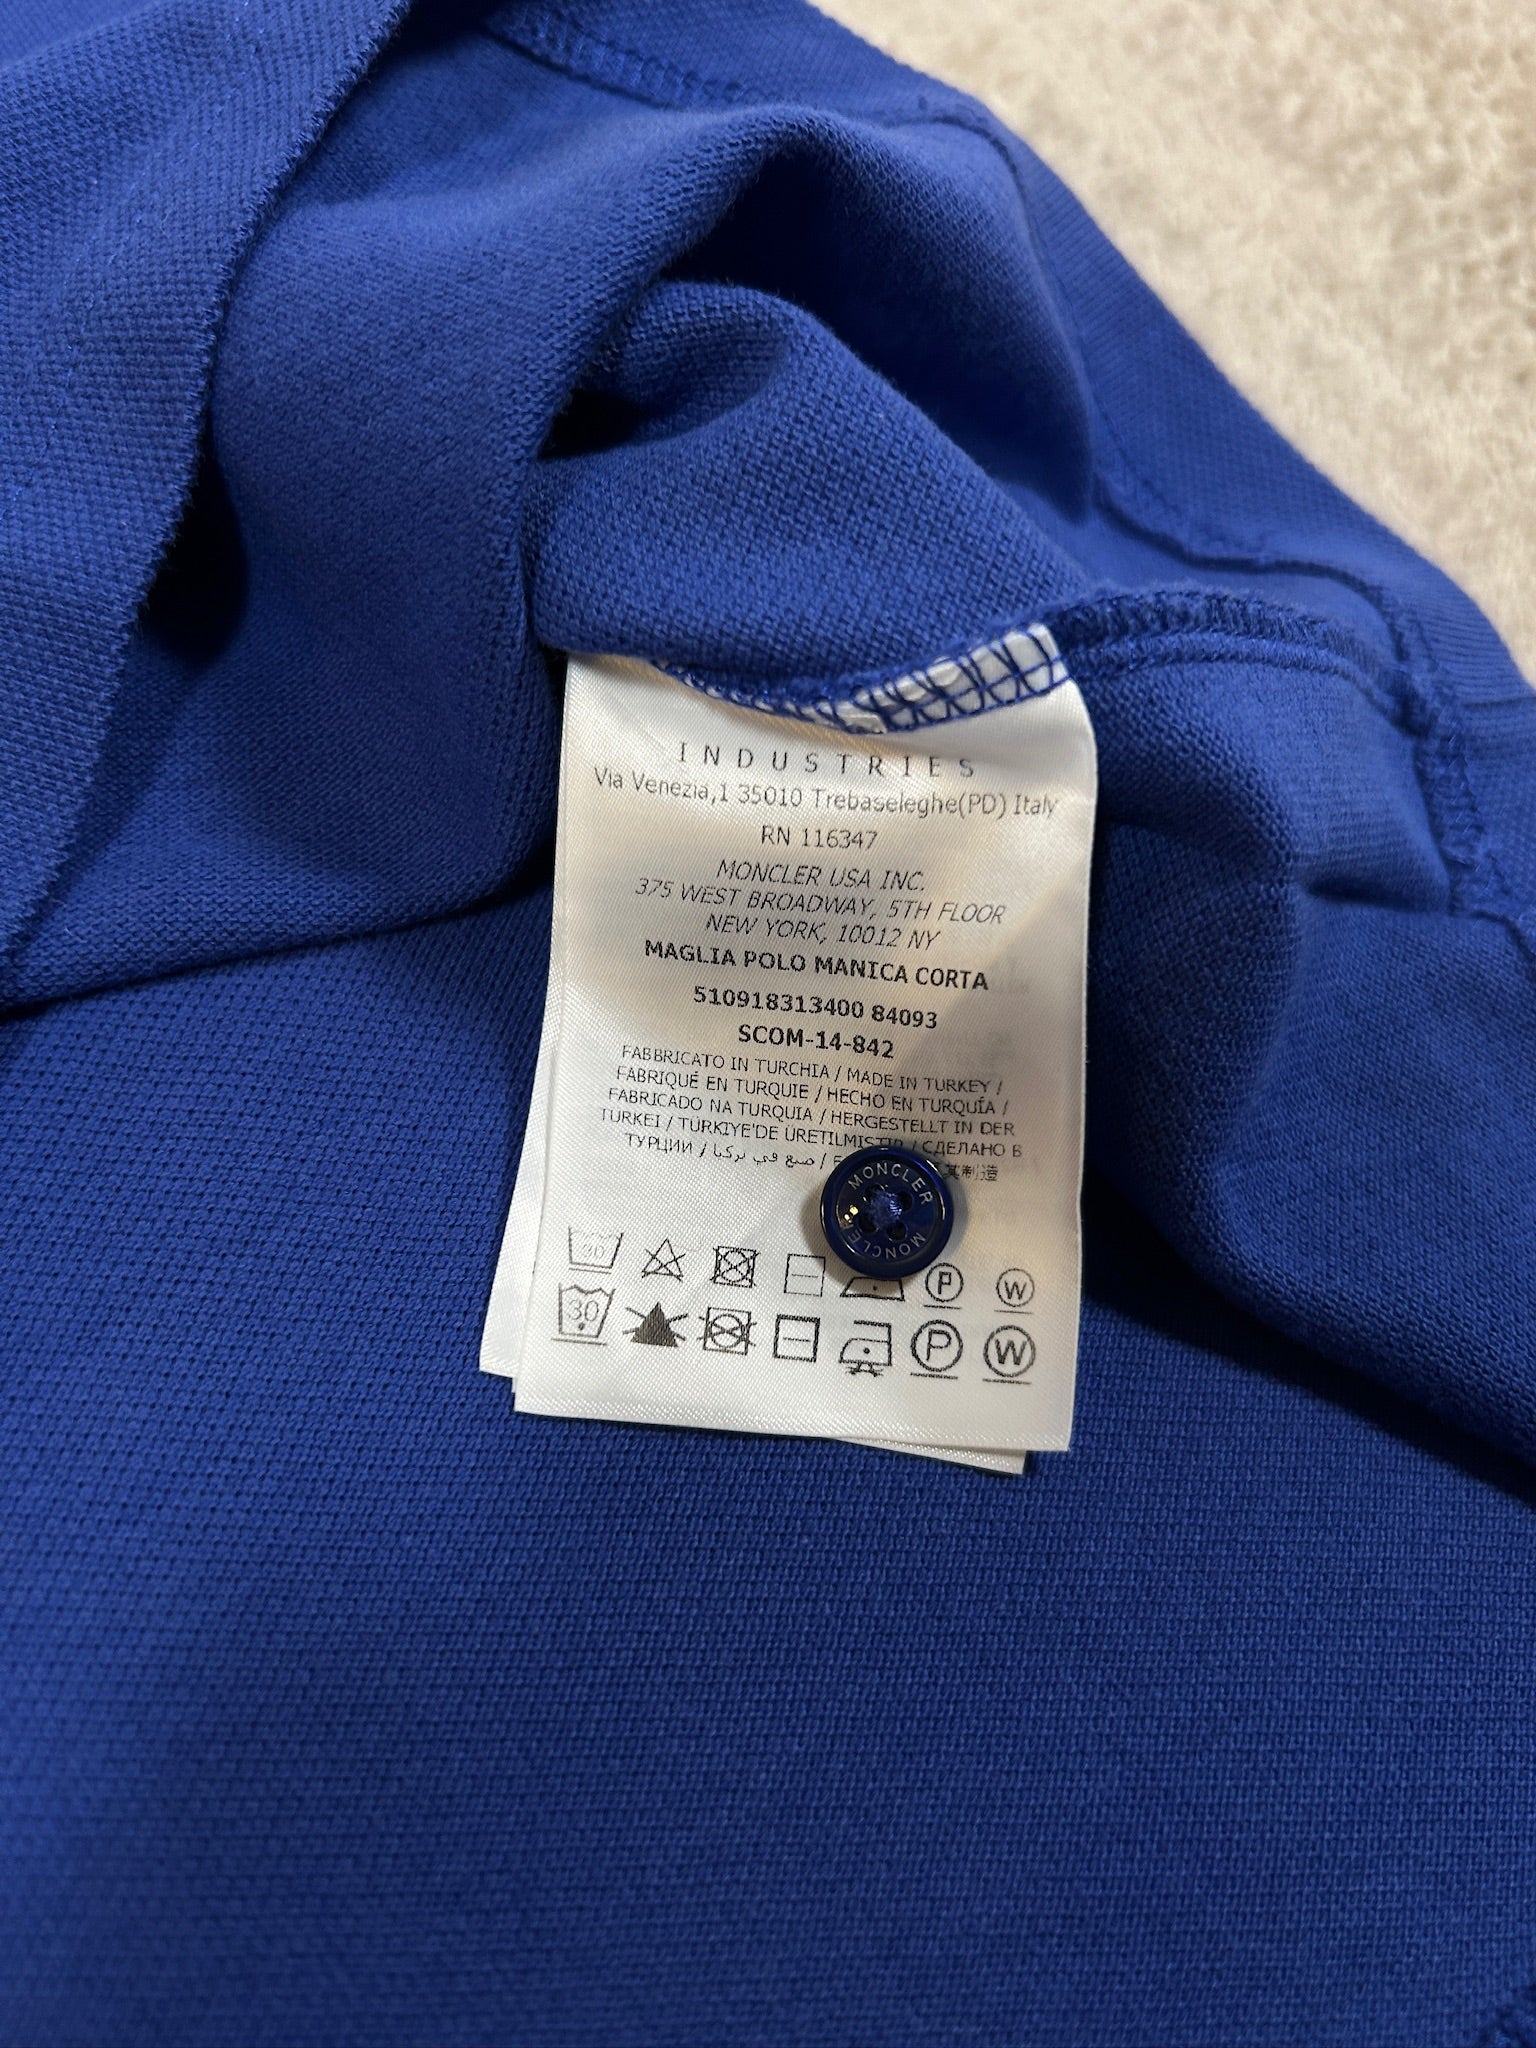 INDUSTRIES
Via Venezia,1 35010 Trebaseleghe(PD) Italy
RN 116347
MONCLER USA INC.
375 WEST BROADWAY, 5TH FLOOR
NEW YORK, 10012 NY
MAGLIA POLO MANICA CORTA
510918313400 84093
SCOM-14-842
FABBRICATO IN TURCHIA / MADE IN TURKEY /
FABRIQUÉ EN TURQUIE / HECHO EN TURQUÍA /
FABRICADO NA TURQUIA / HERGESTELLT IN DER
TURKEI / TÜRKIYE'DE ÜRETILMISTIR / СДЕЛАНО В
ТУРЦИИ / صنع في تركيا / 其制造
MONCLER MONCLER
30 P W
30 P W